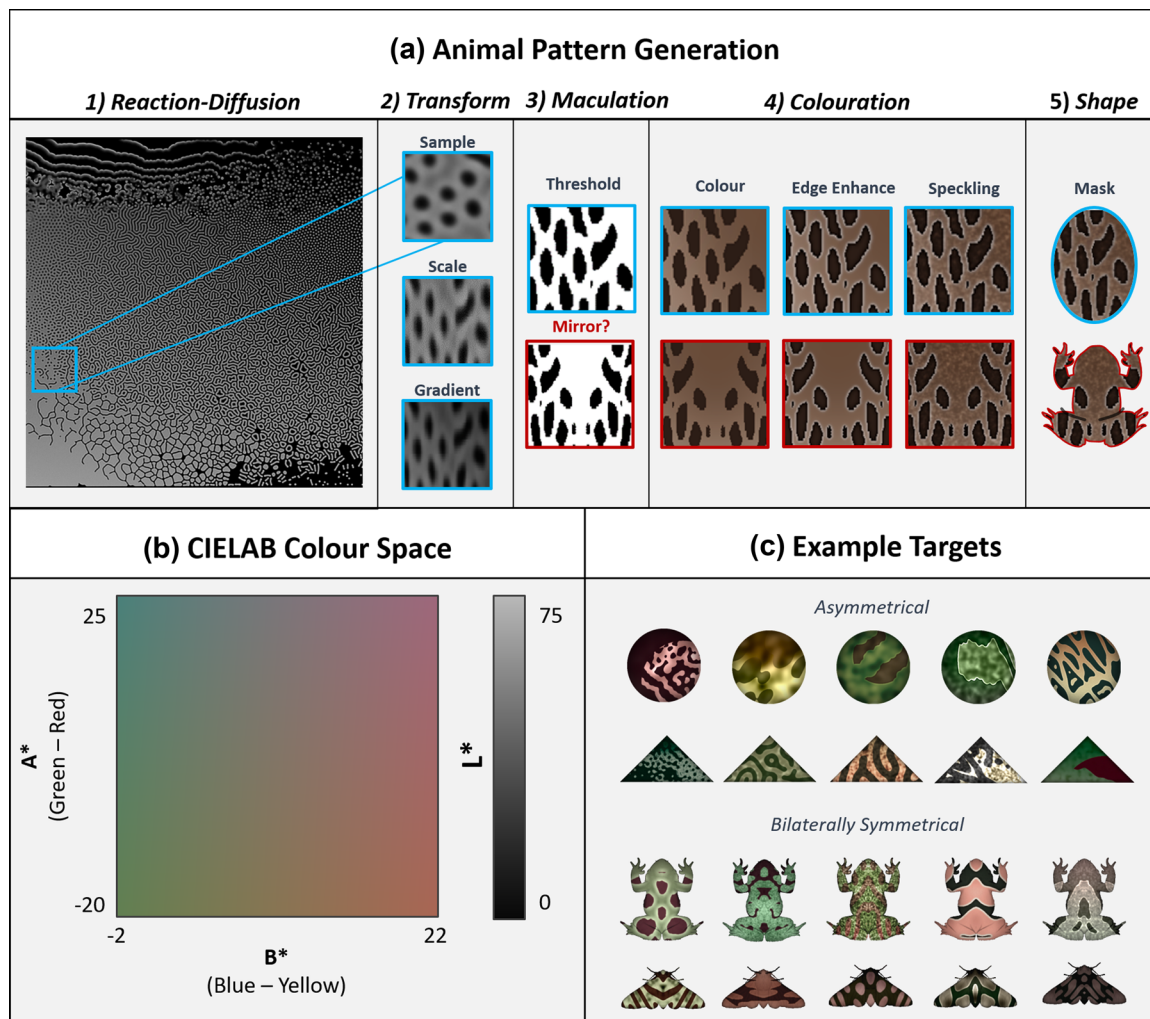 (a) Animal Pattern Generation
1) Reaction-Diffusion
2) Transform
3) Maculation
4) Colouration
5) Shape
Sample
Scale
Gradient
Threshold
Mirror?
Colour
Edge Enhance
Speckling
Mask
(b) CIELAB Colour Space
25
-20
A*
(Green – Red)
-2
22
B*
(Blue – Yellow)
L*
75
0
(c) Example Targets
Asymmetrical
Bilaterally Symmetrical